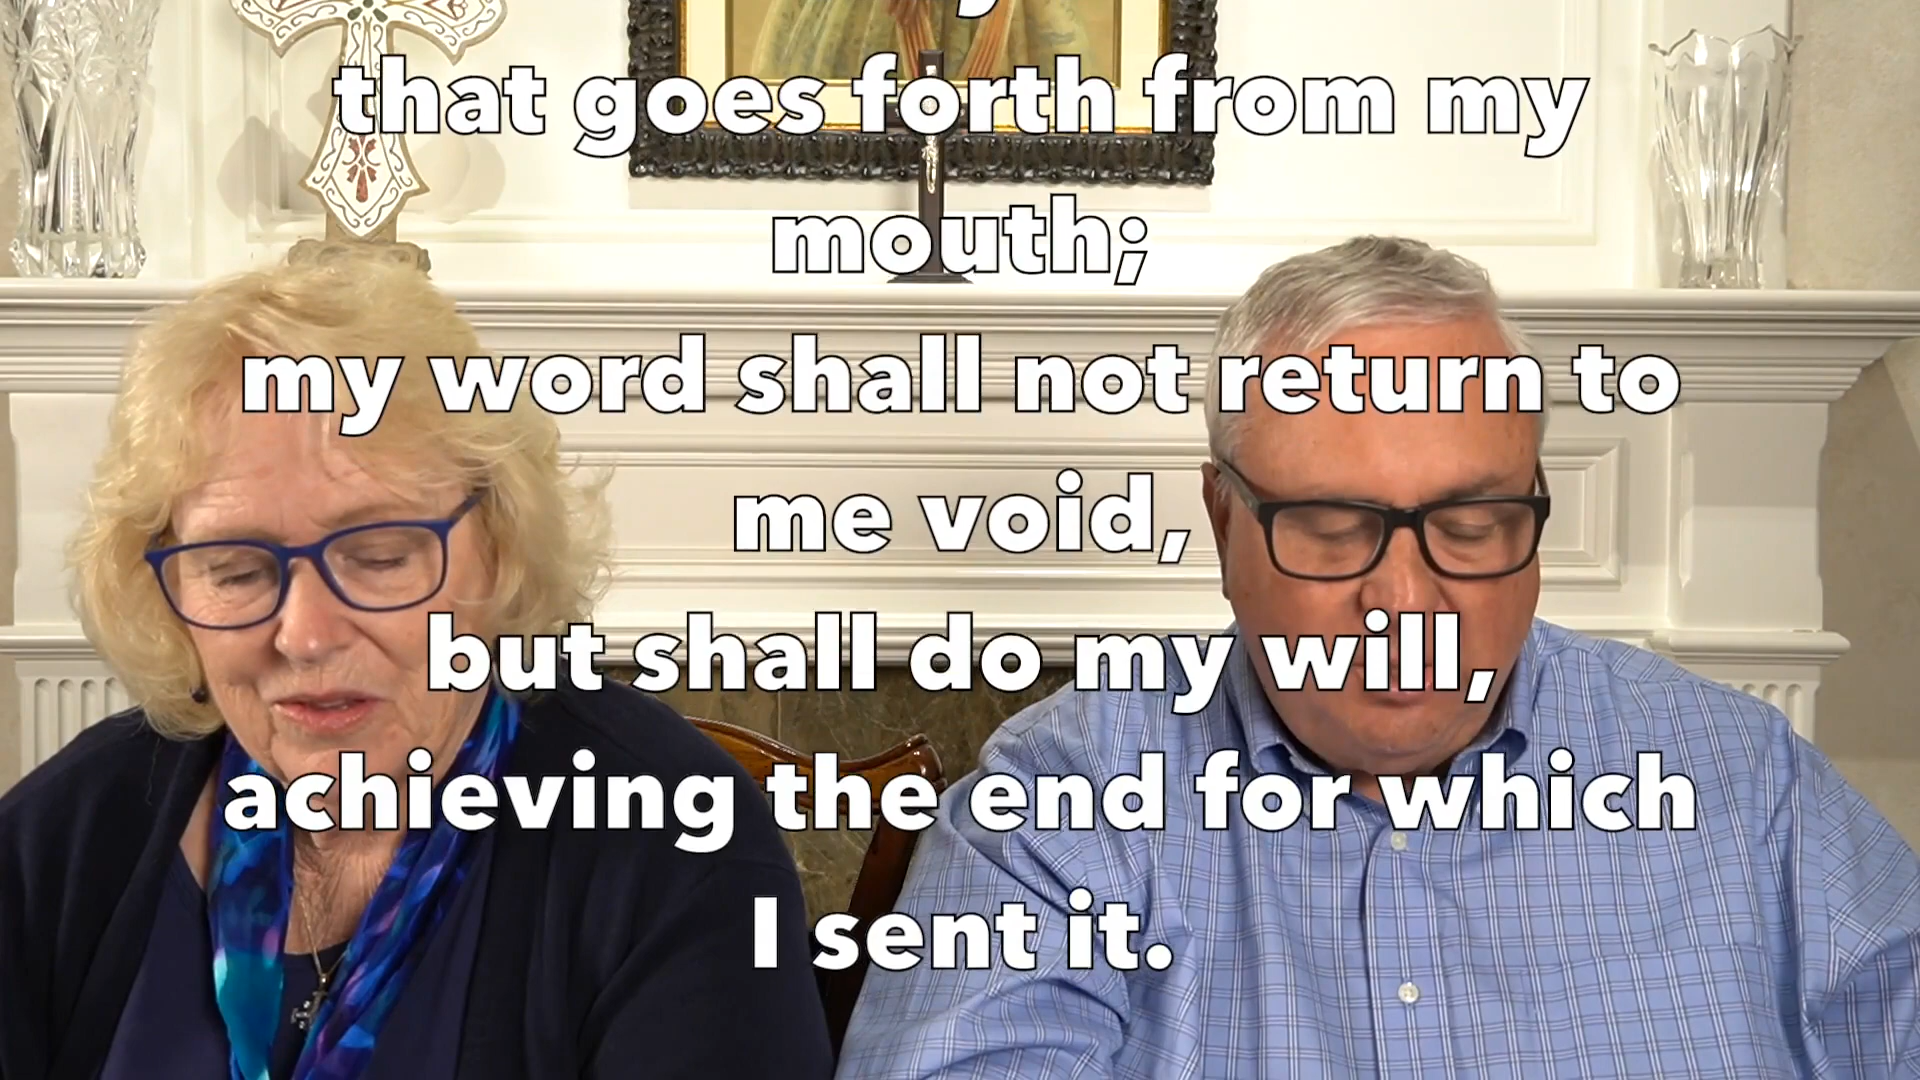 that goes forth from my
mouth;
my word shall not return to
me void,
but shall do my will,
achieving the end for which
I sent it.